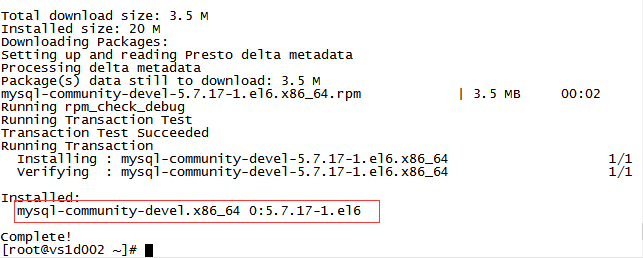 Total download size: 3.5 M
Installed size: 20 M
Downloading Packages:
Setting up and reading Presto delta metadata
Processing delta metadata
Package(s) data still to download: 3.5 M
mysql-community-devel-5.7.17-1.el6.x86_64.rpm | 3.5 MB 00:02
Running rpm_check_debug
Running Transaction Test
Transaction Test Succeeded
Running Transaction
Installing : mysql-community-devel-5.7.17-1.el6.x86_64 1/1
Verifying : mysql-community-devel-5.7.17-1.el6.x86_64 1/1
Installed:
mysql-community-devel.x86_64 0:5.7.17-1.el6
Complete!
[root@vs1d002 ~]#